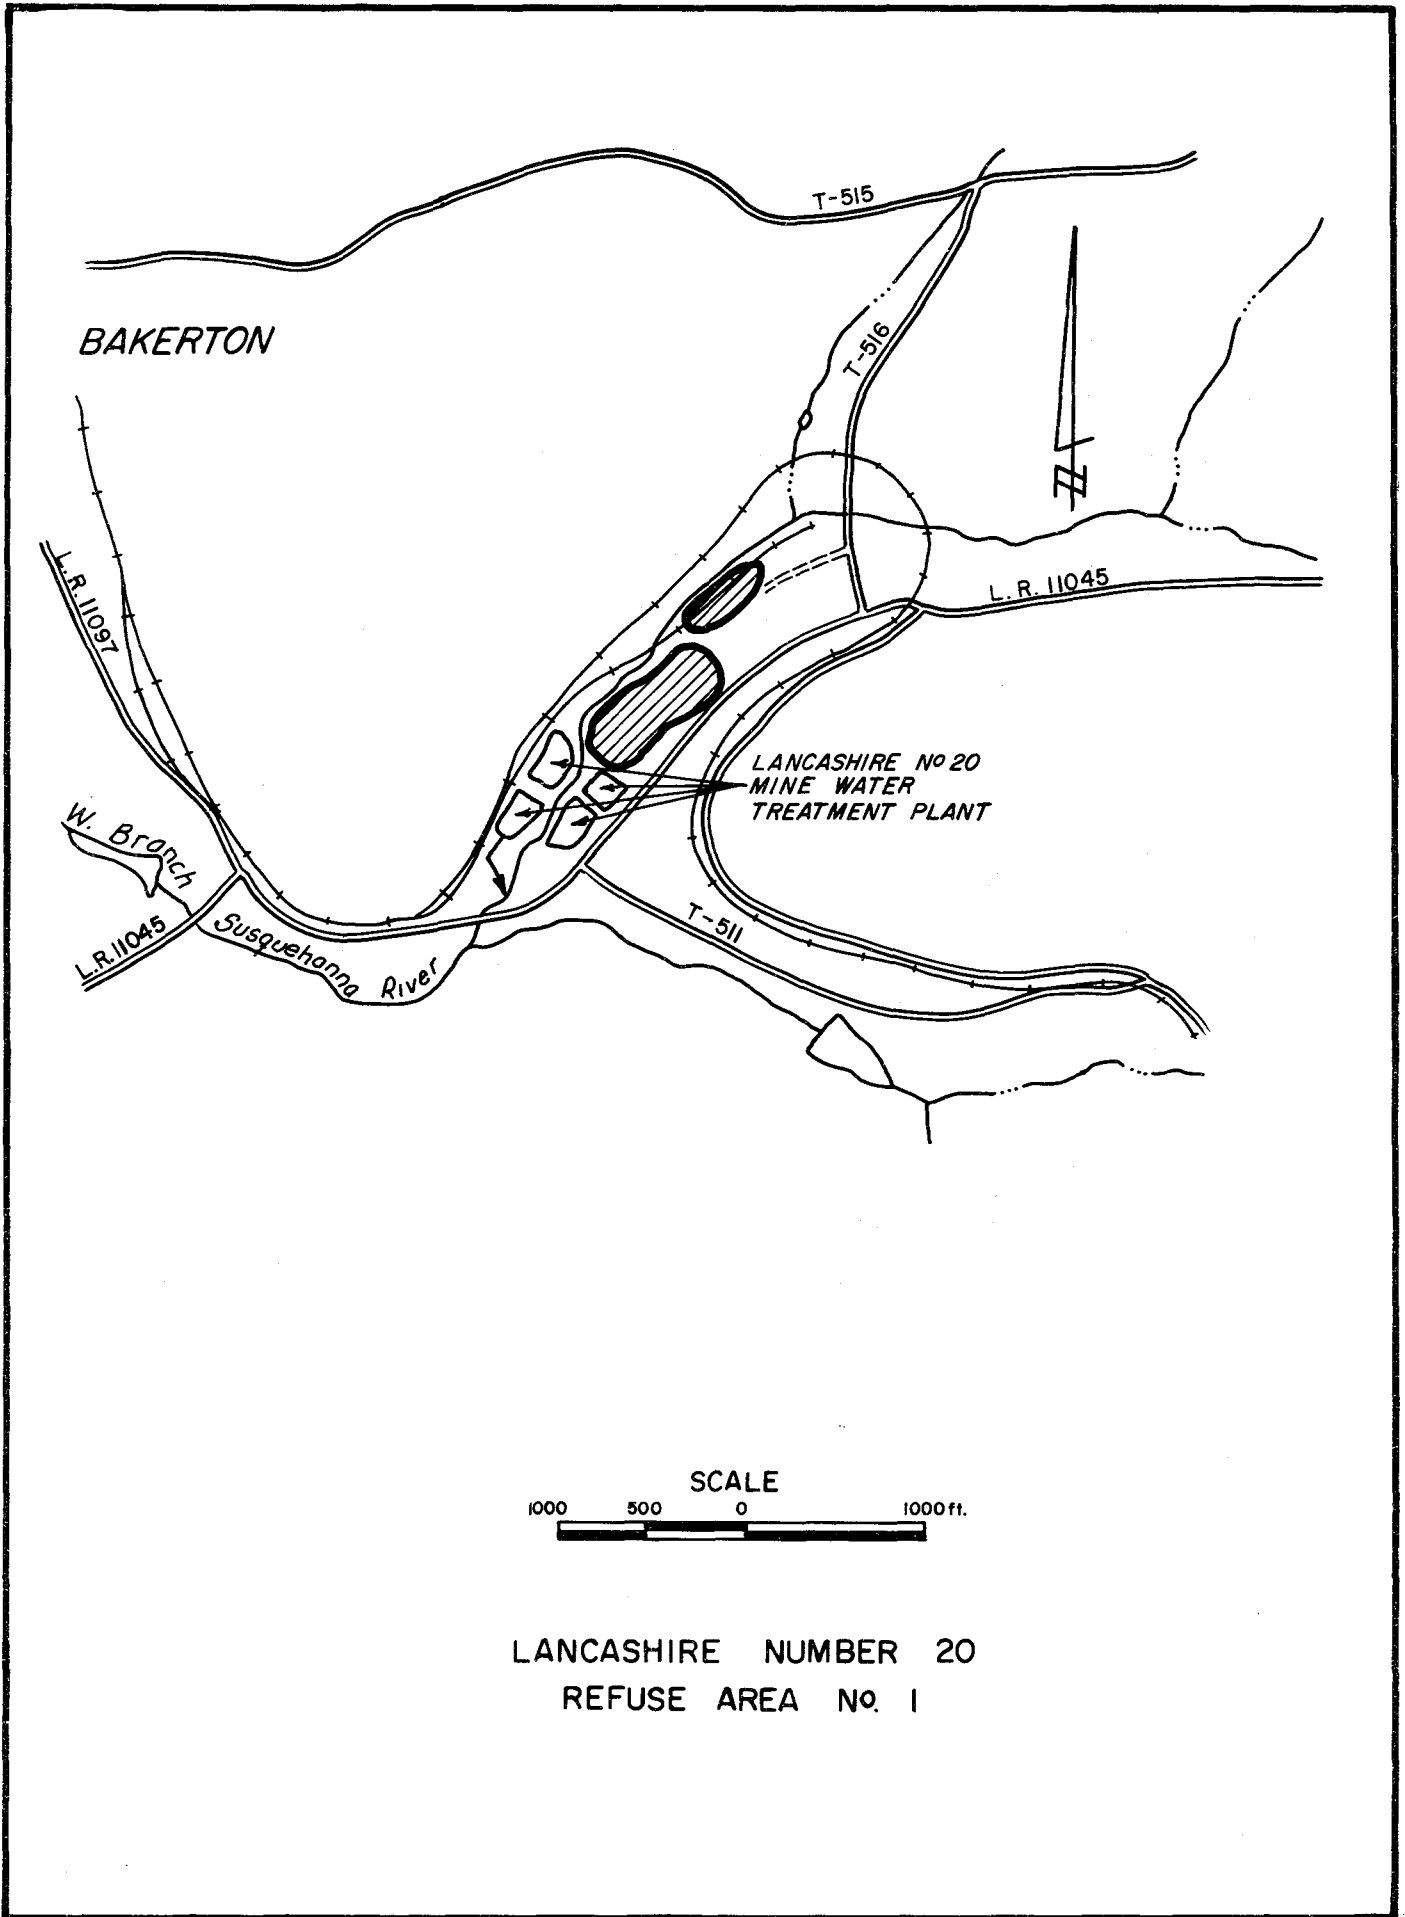 T-515
BAKERTON
T-516
N
L. R. 11045
L.R. 11097
LANCASHIRE Nº 20
MINE WATER
TREATMENT PLANT
W. Branch
Susquehanna River
L.R. 11045
T-511
SCALE
1000 500 0 1000 ft.
LANCASHIRE NUMBER 20
REFUSE AREA Nº. 1